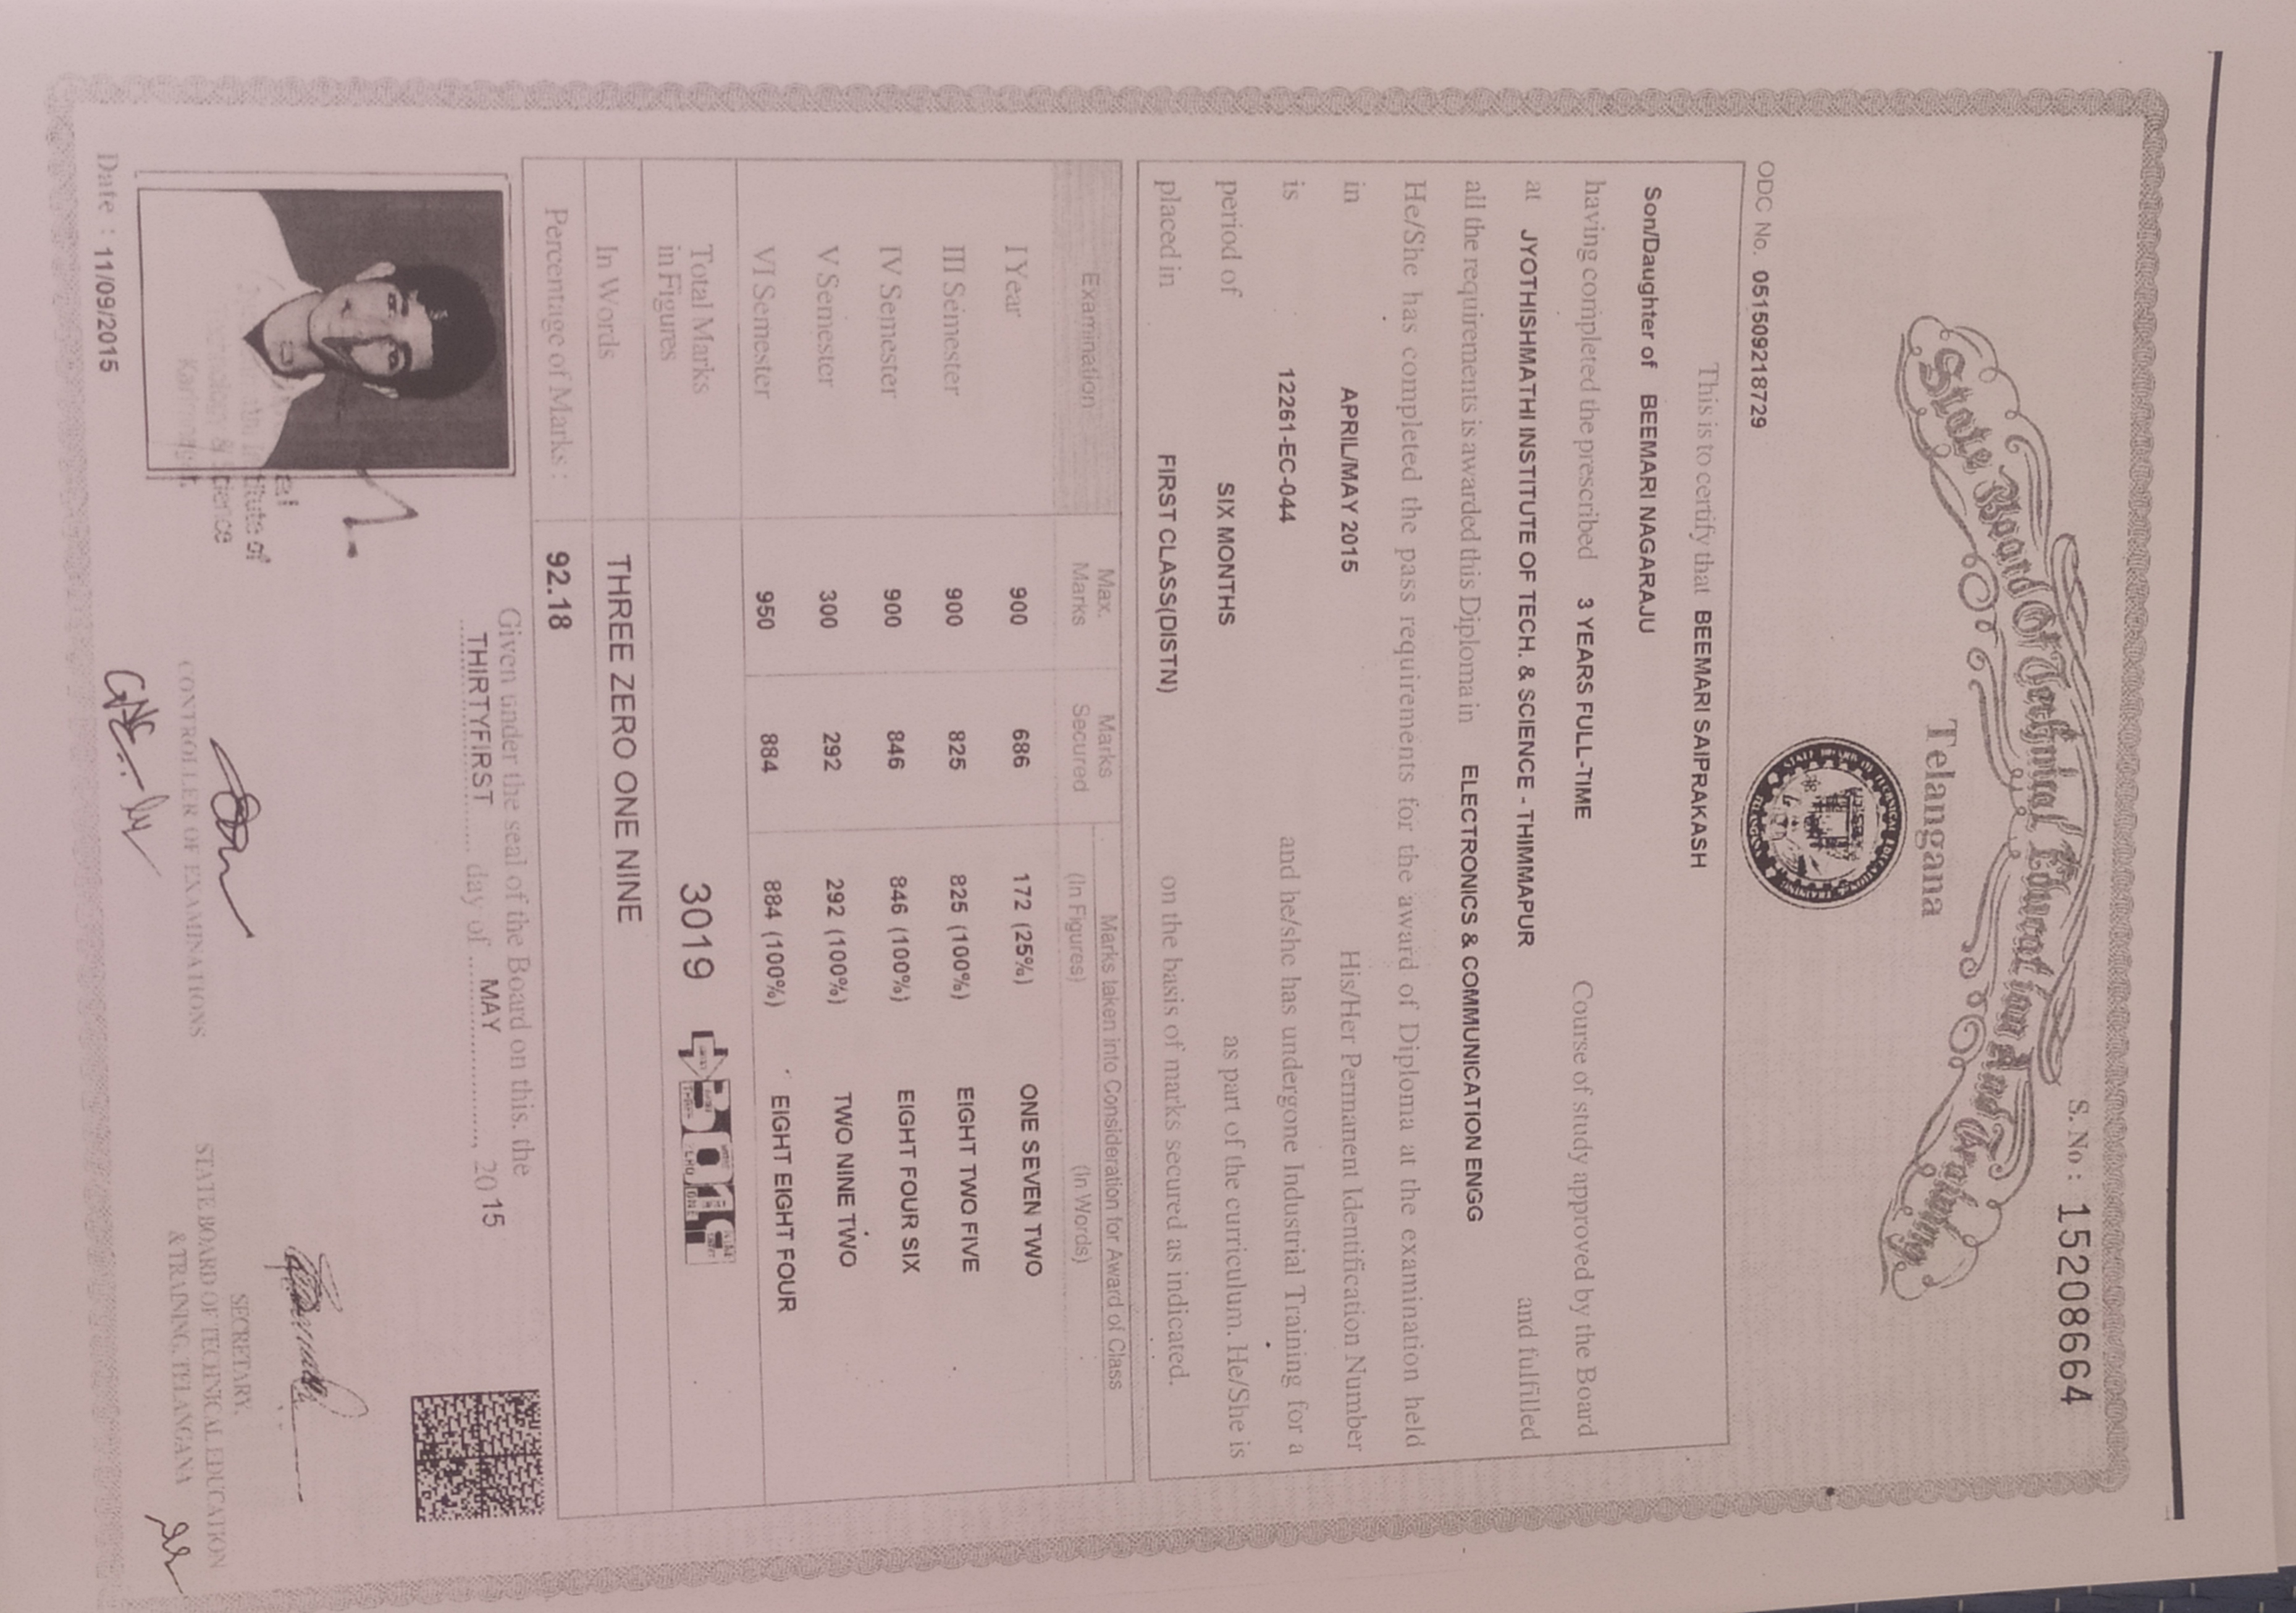 S. No : 15208664
State Board Of Technical Education And Training
Telangana
ODC No. 051509218729
This is to certify that BEEMARI SAIPRAKASH
Son/Daughter of BEEMARI NAGARAJU
having completed the prescribed 3 YEARS FULL-TIME Course of study approved by the Board
at JYOTHISHMATHI INSTITUTE OF TECH. & SCIENCE - THIMMAPUR and fulfilled
all the requirements is awarded this Diploma in ELECTRONICS & COMMUNICATION ENGG
He/She has completed the pass requirements for the award of Diploma at the examination held
in APRIL/MAY 2015 His/Her Permanent Identification Number
is 12261-EC-044 and he/she has undergone Industrial Training for a
period of SIX MONTHS as part of the curriculum. He/She is
placed in FIRST CLASS(DISTN) on the basis of marks secured as indicated.
Examination Max. Marks Marks Secured Marks taken into Consideration for Award of Class
(In Figures) (In Words)
I Year 900 686 172 (25%) ONE SEVEN TWO
III Semester 900 825 825 (100%) EIGHT TWO FIVE
IV Semester 900 846 846 (100%) EIGHT FOUR SIX
V Semester 300 292 292 (100%) TWO NINE TWO
VI Semester 950 884 884 (100%) EIGHT EIGHT FOUR
Total Marks in Figures 3019 3019
In Words THREE ZERO ONE NINE
Percentage of Marks : 92.18
Given under the seal of the Board on this. the
THIRTYFIRST day of MAY, 2015
Institute of
& Science
Karimnagar.
Date : 11/09/2015
CONTROLLER OF EXAMINATIONS
SECRETARY,
STATE BOARD OF TECHNICAL EDUCATION
& TRAINING, TELANGANA